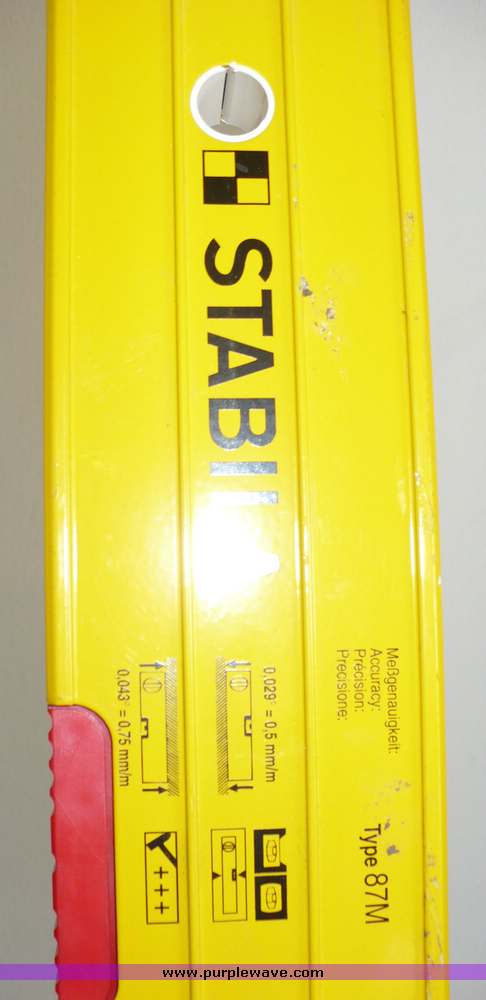 STABILA
Meßgenauigkeit:
Accuracy:
Précision:
Precisione:
0,029° = 0,5 mm/m
0,043° = 0,75 mm/m
Type 87M
+++
www.purplewave.com